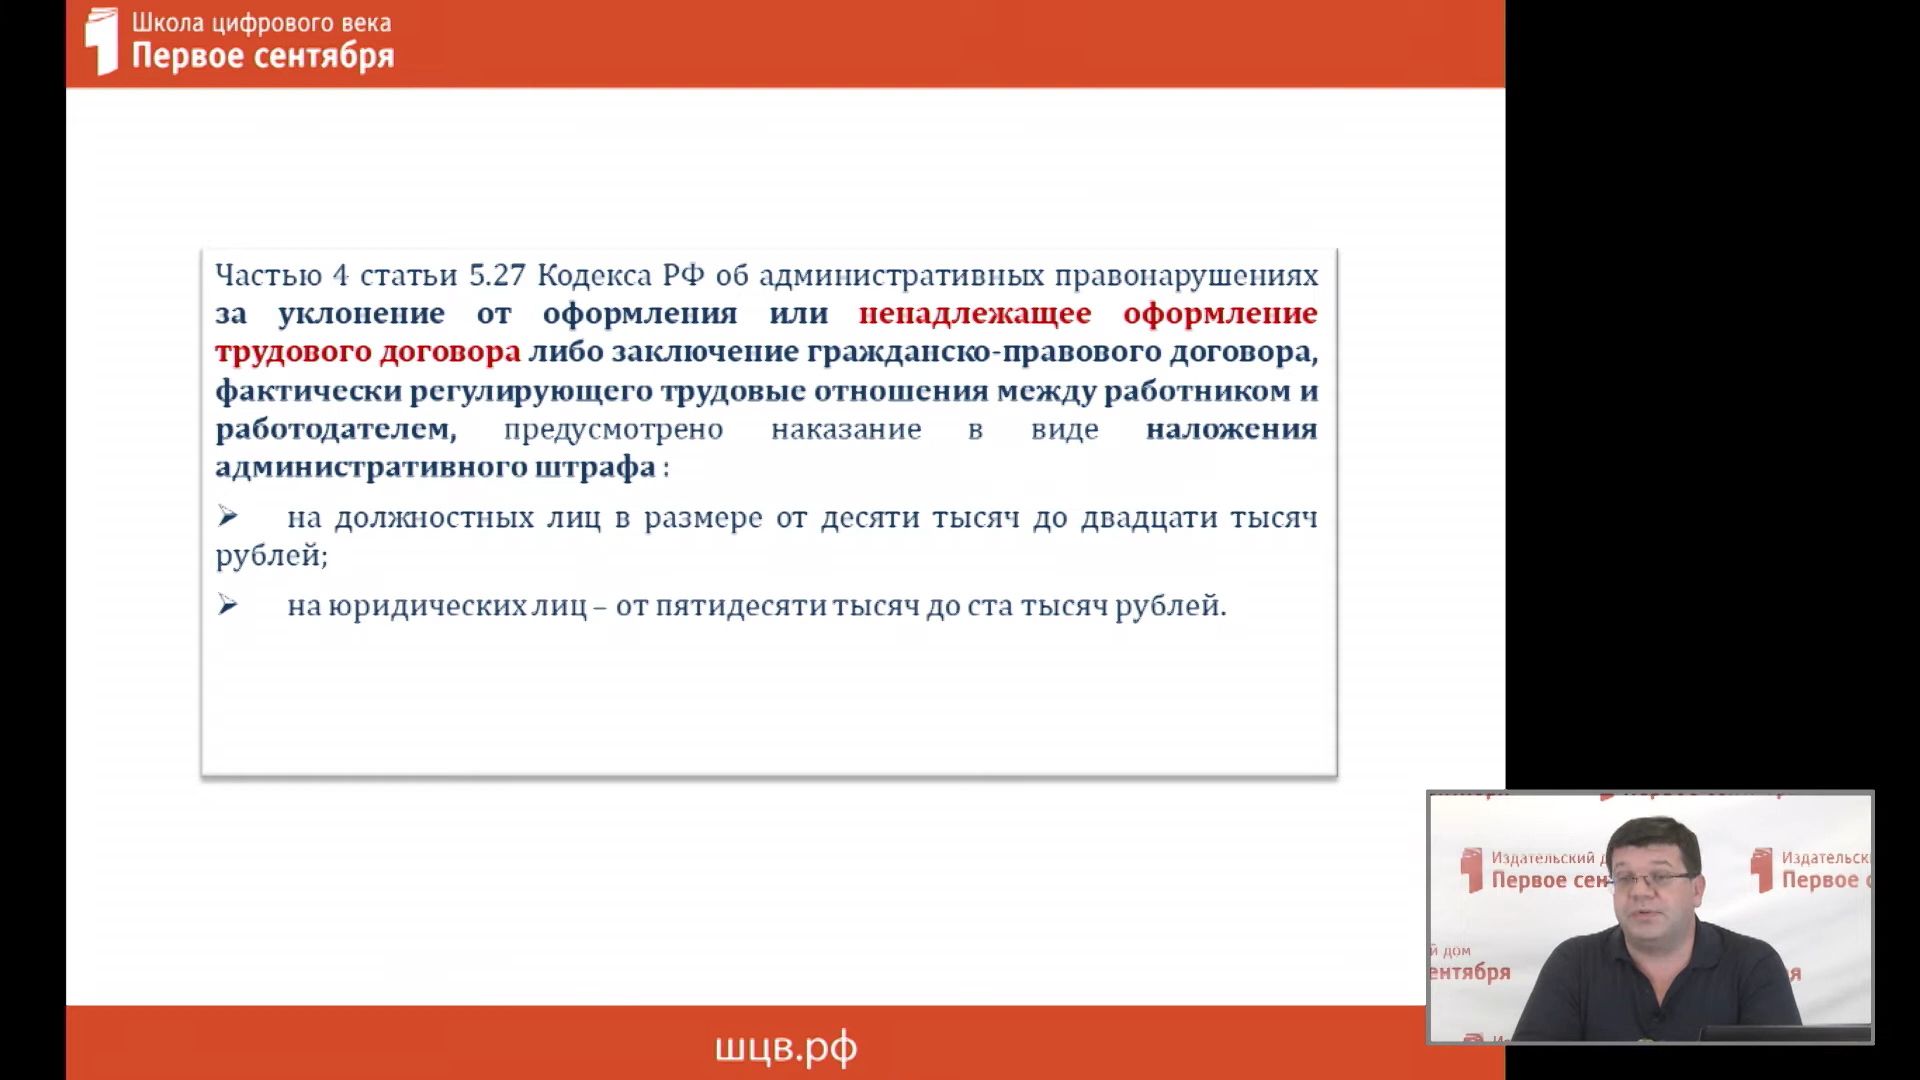 Школа цифрового века
Первое сентября
Частью 4 статьи 5.27 Кодекса РФ об административных правонарушениях
за уклонение от оформления или ненадлежащее оформление
трудового договора либо заключение гражданско-правового договора,
фактически регулирующего трудовые отношения между работником и
работодателем, предусмотрено наказание в виде наложения
административного штрафа :
➢ на должностных лиц в размере от десяти тысяч до двадцати тысяч
рублей;
➢ на юридических лиц – от пятидесяти тысяч до ста тысяч рублей.
Издательский
Первое сен
Издательск
Первое
й дом
ентября
шцв.рф